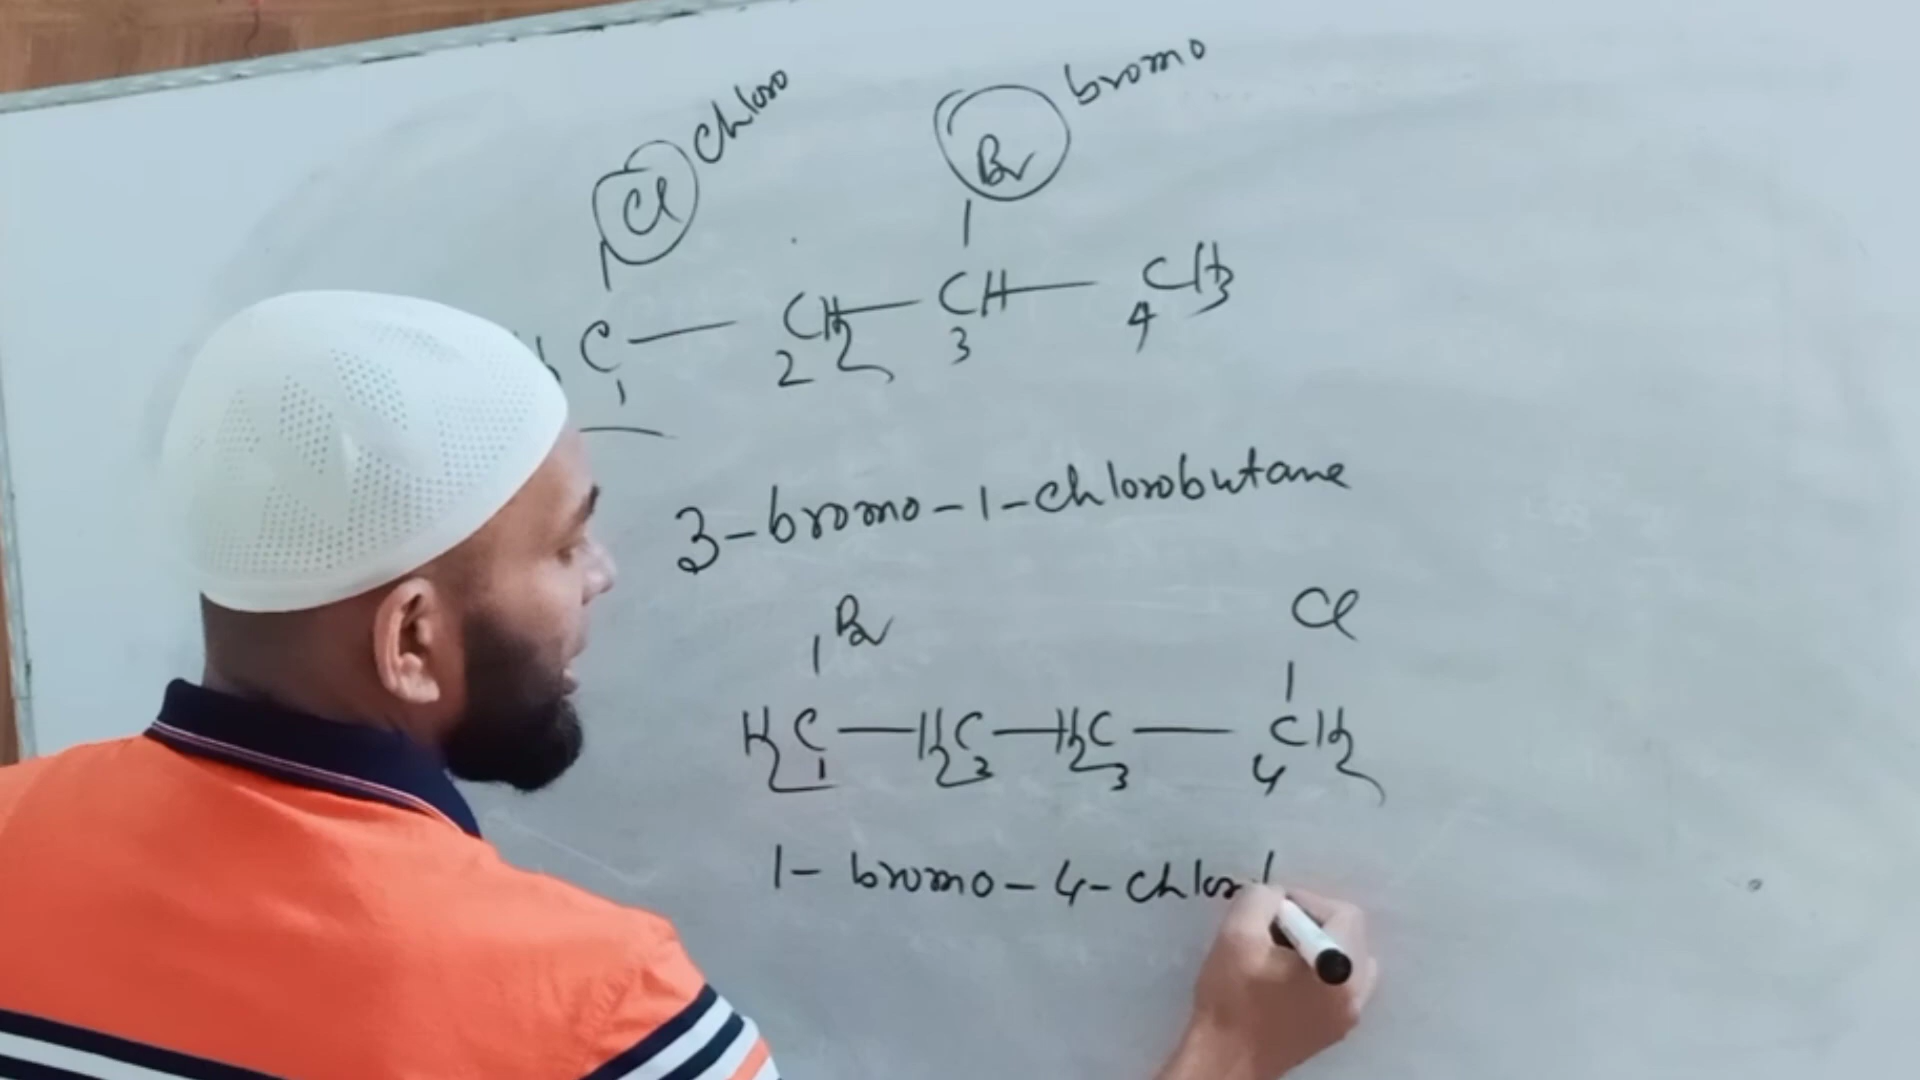 Cl chloro Br bromo
C — CH2 — CH — CH3
1 2 3 4
3-bromo-1-chlorobutane
Br Cl
H2C — H2C — H2C — CH2
1 2 3 4
1-bromo-4-chlor